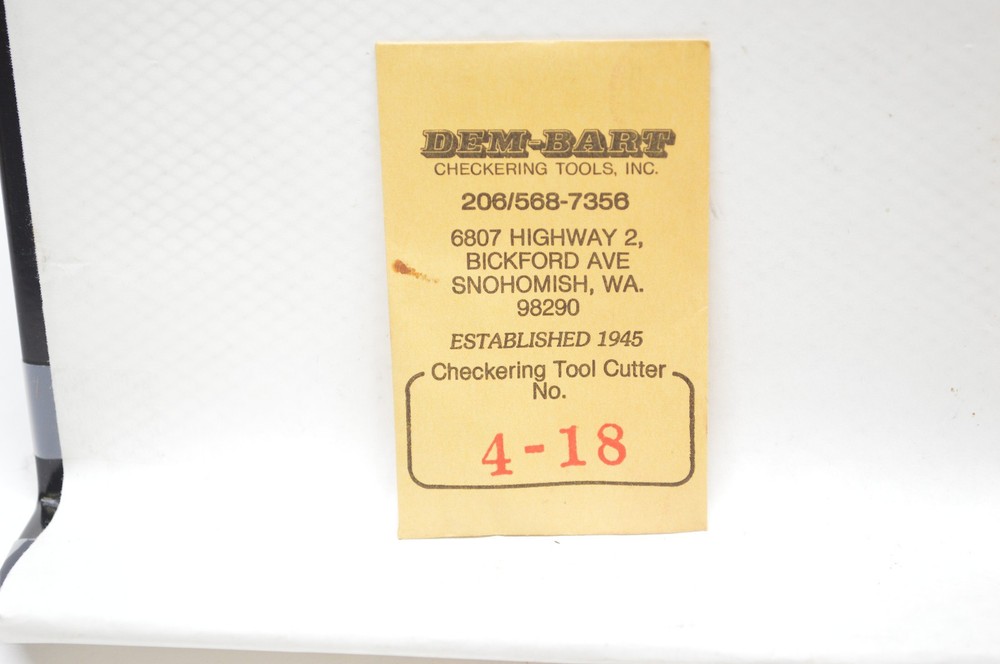 DEM-BART
CHECKERING TOOLS, INC.
206/568-7356
6807 HIGHWAY 2,
BICKFORD AVE
SNOHOMISH, WA.
98290
ESTABLISHED 1945
Checkering Tool Cutter
No.
4-18